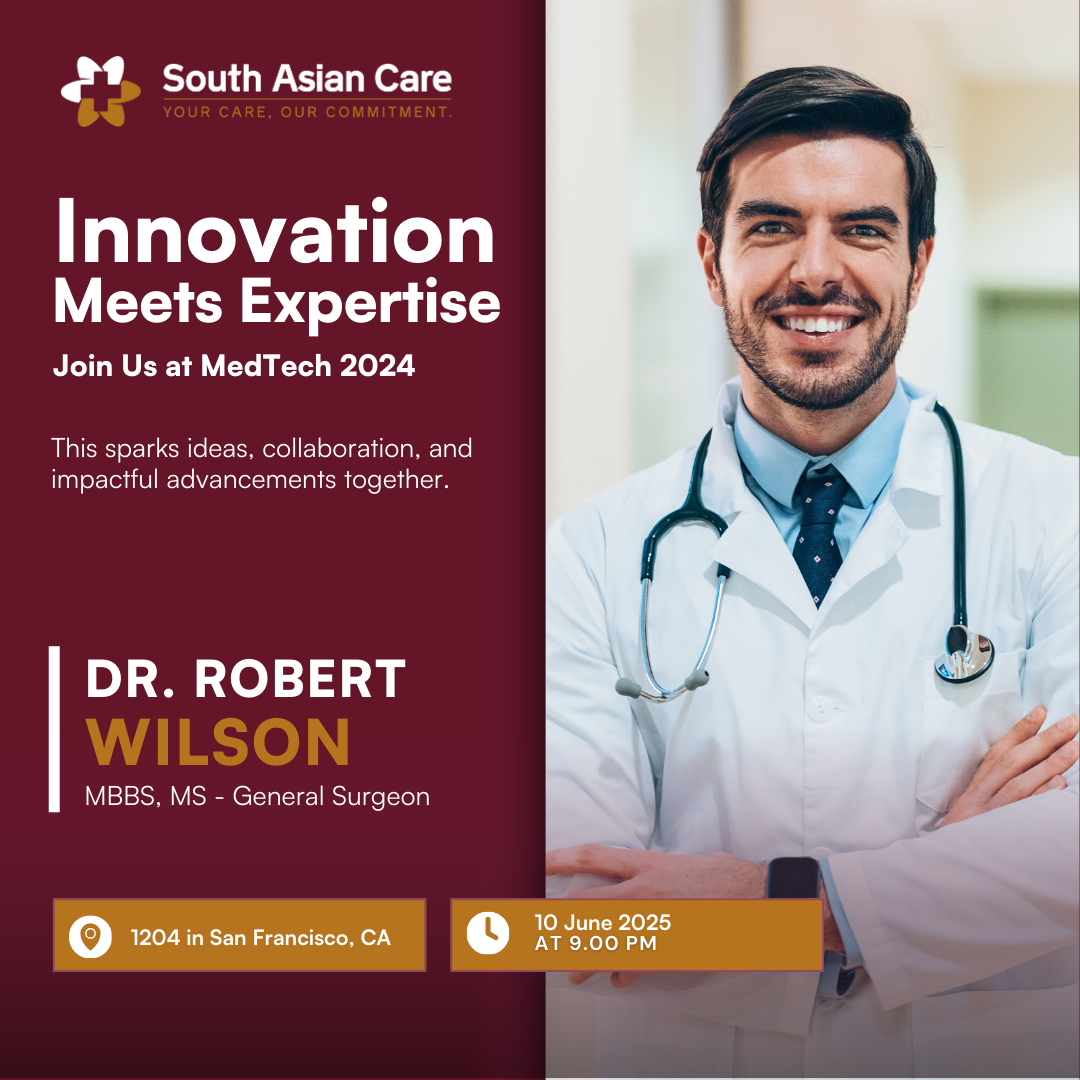 South Asian Care
YOUR CARE, OUR COMMITMENT.
Innovation
Meets Expertise
Join Us at MedTech 2024
This sparks ideas, collaboration, and
impactful advancements together.
DR. ROBERT
WILSON
MBBS, MS - General Surgeon
1204 in San Francisco, CA
10 June 2025
AT 9.00 PM